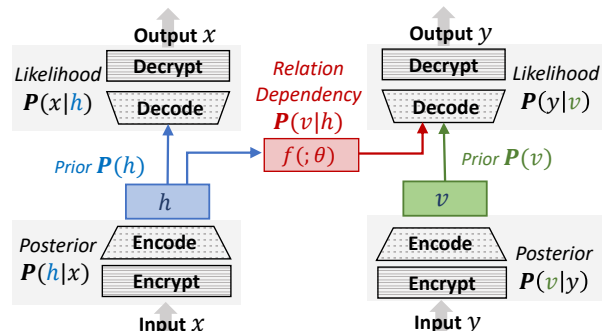 Output x
Output y
Likelihood
P(x|h)
Decrypt
Decode
Relation
Dependency
P(v|h)
Decrypt
Decode
Likelihood
P(y|v)
Prior P(h)
f(; θ)
Prior P(v)
h
v
Posterior
P(h|x)
Encode
Encrypt
Encode
Encrypt
Posterior
P(v|y)
Input x
Input y